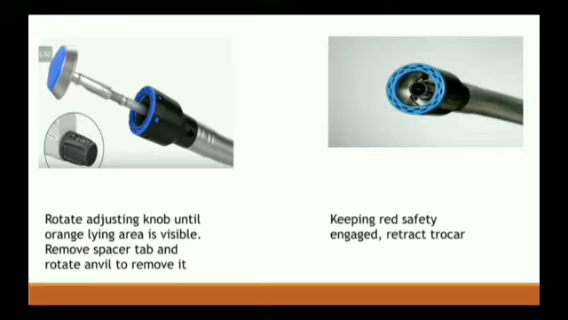 Rotate adjusting knob until
orange lying area is visible.
Remove spacer tab and
rotate anvil to remove it
Keeping red safety
engaged, retract trocar